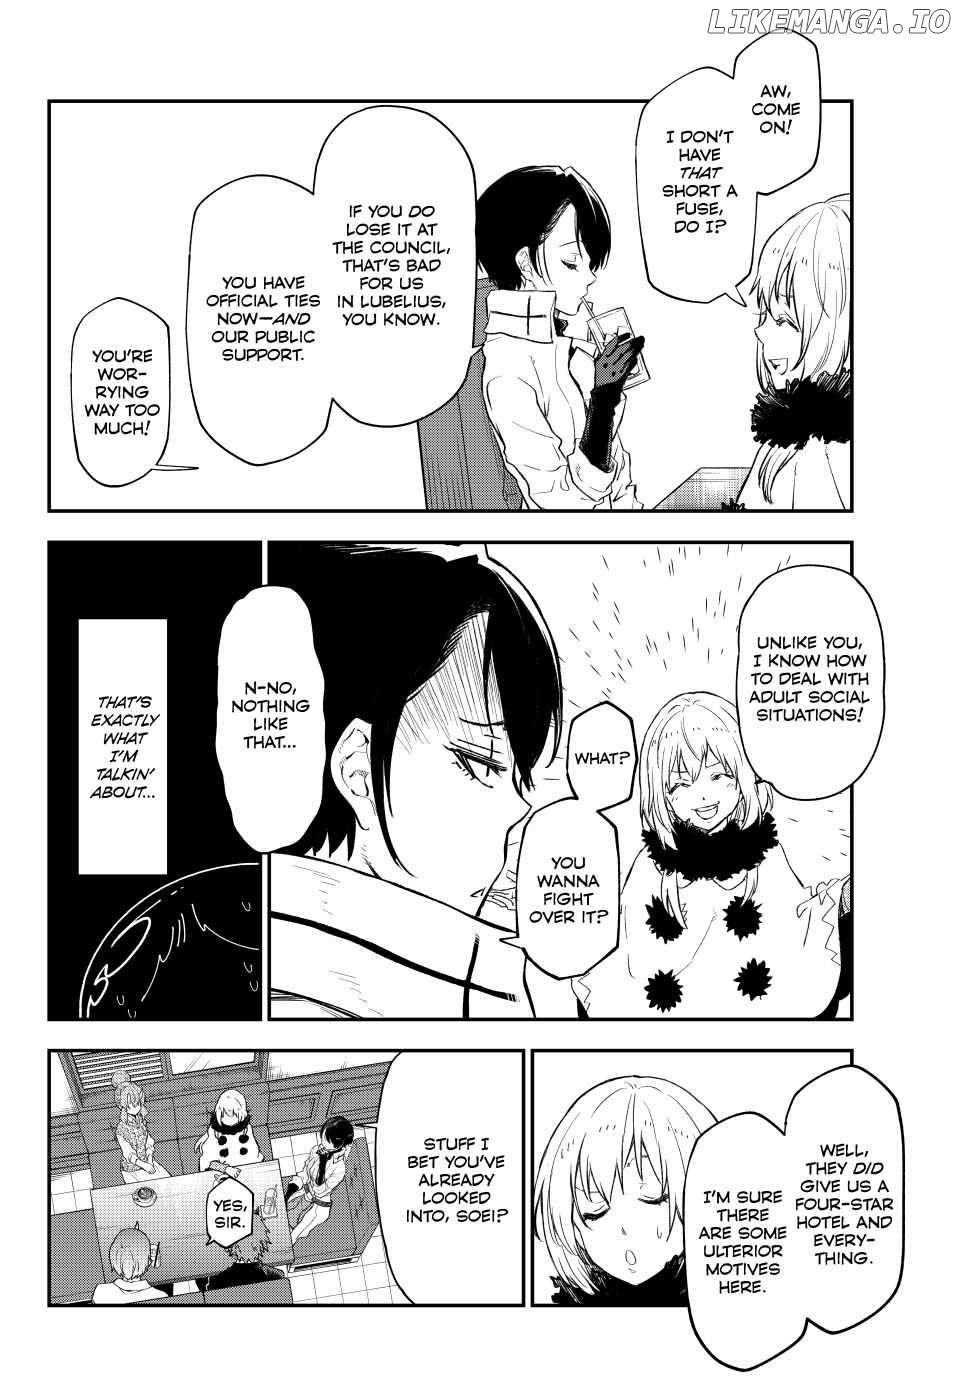 LIKEMANGA.IO
AW,
COME
ON!
I DON'T
HAVE
THAT
SHORT A
FUSE,
DO I?
IF YOU DO
LOSE IT AT
THE COUNCIL,
THAT'S BAD
FOR US
IN LUBELIUS,
YOU KNOW.
YOU HAVE
OFFICIAL TIES
NOW—AND
OUR PUBLIC
SUPPORT.
YOU'RE
WOR-
RYING
WAY TOO
MUCH!
UNLIKE YOU,
I KNOW HOW
TO DEAL WITH
ADULT SOCIAL
SITUATIONS!
WHAT?
YOU
WANNA
FIGHT
OVER IT?
N-NO,
NOTHING
LIKE
THAT...
THAT'S
EXACTLY
WHAT
I'M
TALKIN'
ABOUT...
WELL,
THEY DID
GIVE US A
FOUR-STAR
HOTEL AND
EVERY-
THING.
I'M SURE
THERE
ARE SOME
ULTERIOR
MOTIVES
HERE.
STUFF I
BET YOU'VE
ALREADY
LOOKED
INTO, SOEI?
YES,
SIR.